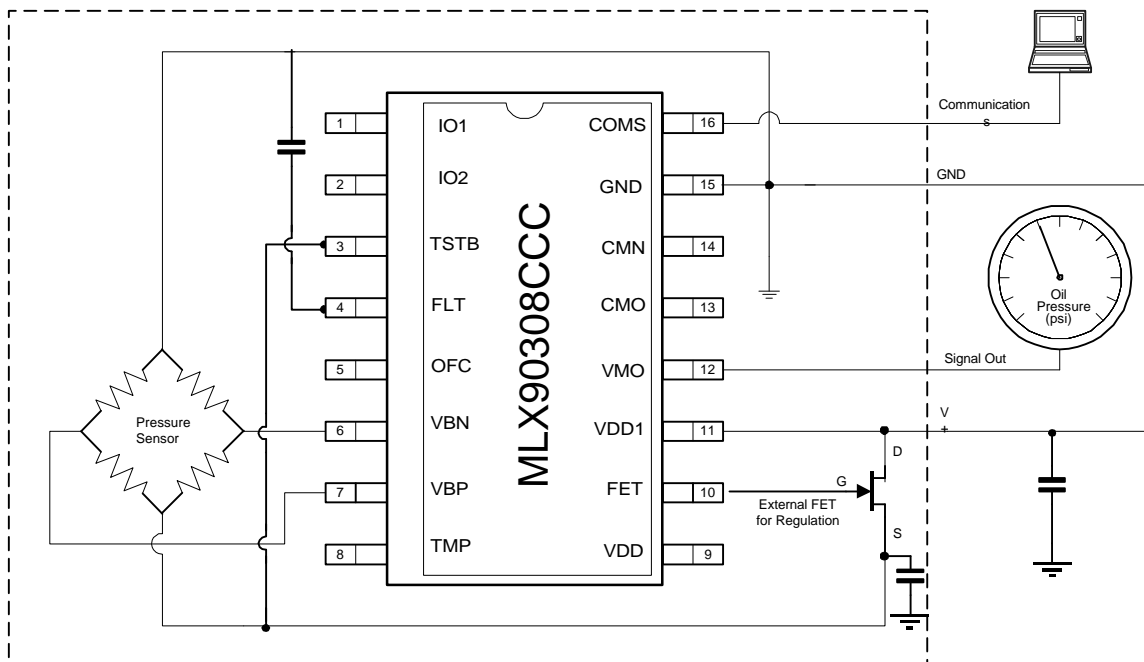 1
IO1
COMS
16
Communication
s
2
IO2
GND
15
GND
3
TSTB
CMN
14
4
FLT
CMO
13
Oil
Pressure
(psi)
5
OFC
VMO
12
Signal Out
Pressure
Sensor
6
VBN
VDD1
11
V
+
D
7
VBP
FET
10
G
External FET
for Regulation
S
8
TMP
VDD
9
MLX90308CCC